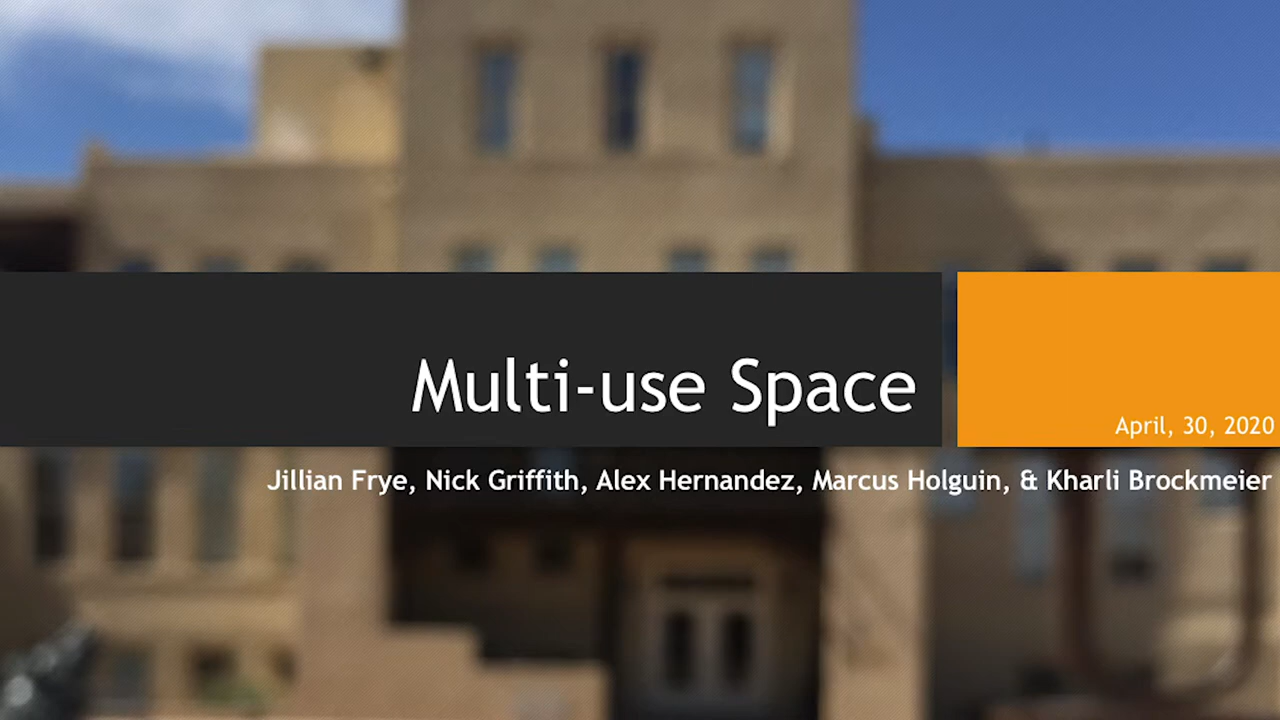 Multi-use Space
April, 30, 2020
Jillian Frye, Nick Griffith, Alex Hernandez, Marcus Holguin, & Kharli Brockmeier